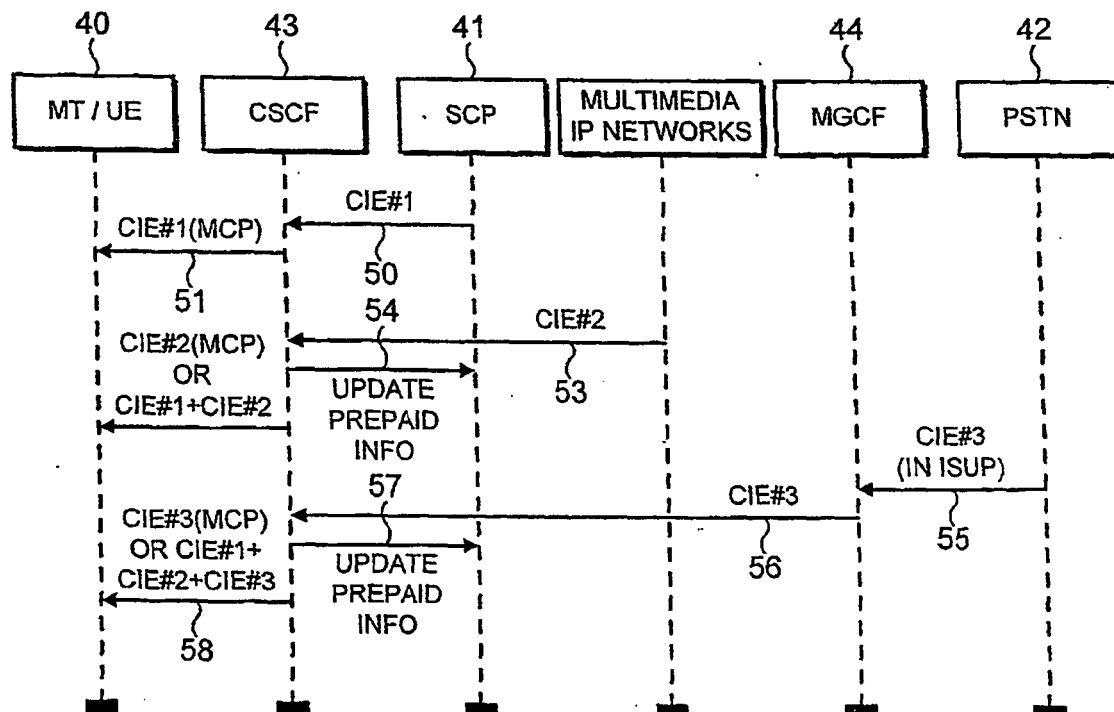 40
43
41
44
42
MT / UE
CSCF
SCP
MULTIMEDIA
IP NETWORKS
MGCF
PSTN
CIE#1
CIE#1(MCP)
50
51
54
CIE#2
CIE#2(MCP)
OR
CIE#1+CIE#2
53
UPDATE
PREPAID
INFO
CIE#3
(IN ISUP)
57
CIE#3
55
CIE#3(MCP)
OR CIE#1+
CIE#2+CIE#3
56
UPDATE
PREPAID
INFO
58